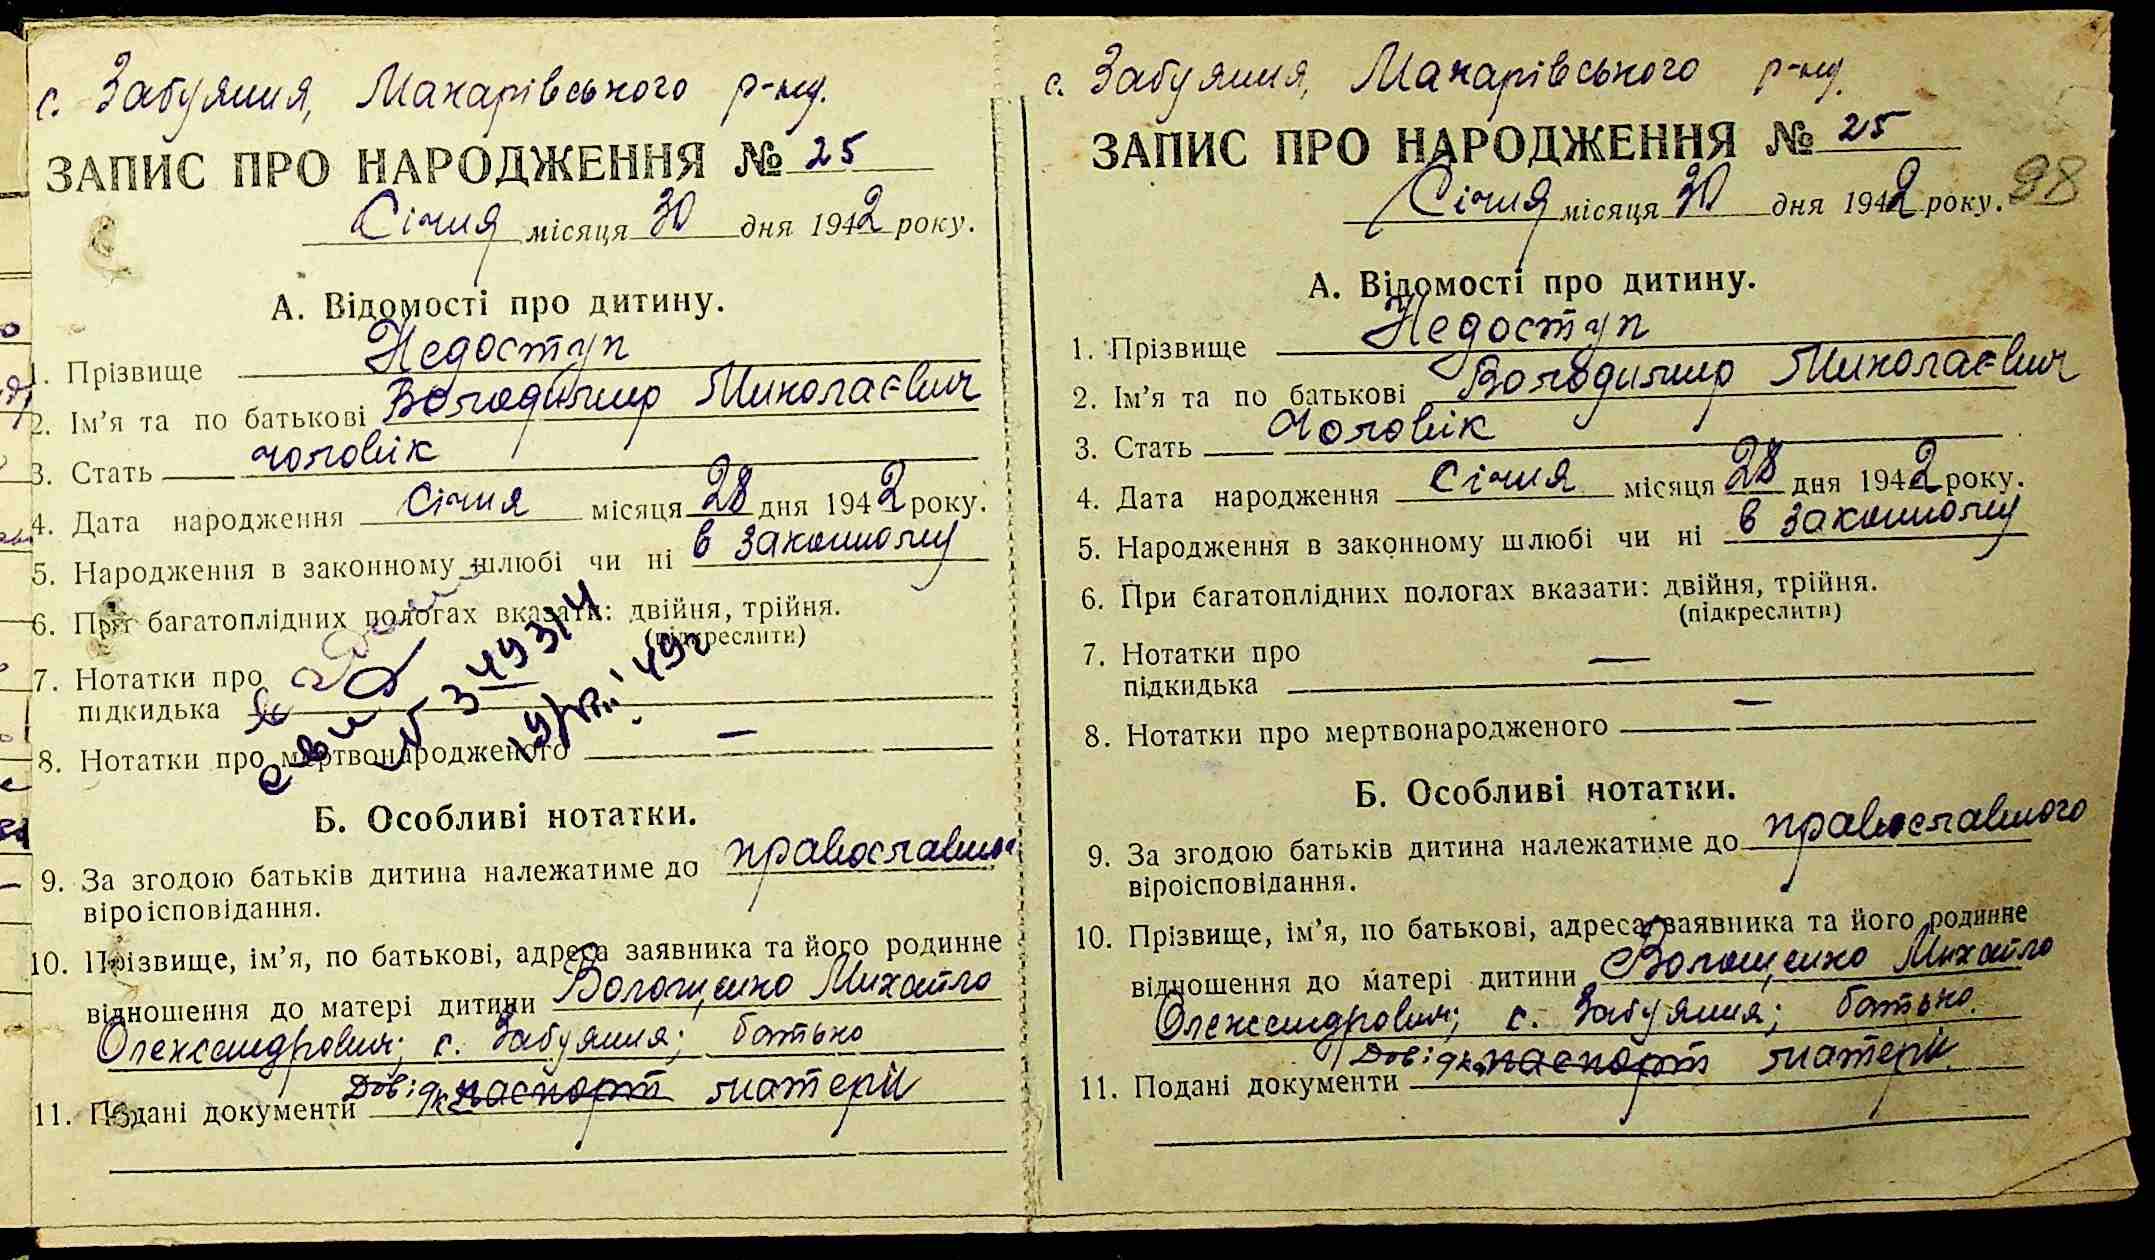 с. Забуяння, Макарівського р-ну.
ЗАПИС ПРО НАРОДЖЕННЯ № 25
Січня місяця 30 дня 1942 року.
А. Відомості про дитину.
1. Прізвище Недоступ
2. Ім'я та по батькові Володимир Миколаєвич
3. Стать чоловік
4. Дата народження Січня місяця 28 дня 1942 року.
5. Народження в законному шлюбі чи ні в законному
6. При багатоплідних пологах вказати: двійня, трійня.
(підкреслити)
7. Нотатки про
підкидька
8. Нотатки про мертвонародженого —
Б. Особливі нотатки.
9. За згодою батьків дитина належатиме до православно
віроісповідання.
10. Прізвище, ім'я, по батькові, адреса заявника та його родинне
відношення до матері дитини Волощенко Михайло
Олександрович; с. Забуяння; батько
11. Подані документи Довідка паспорт матері
с. Забуяння, Макарівського р-ну.
ЗАПИС ПРО НАРОДЖЕННЯ № 25
98
Січня місяця 30 дня 1942 року.
А. Відомості про дитину.
1. Прізвище Недоступ
2. Ім'я та по батькові Володимир Миколаєвич
3. Стать Чоловік
4. Дата народження Січня місяця 28 дня 1942 року.
5. Народження в законному шлюбі чи ні в законному
6. При багатоплідних пологах вказати: двійня, трійня.
(підкреслити)
7. Нотатки про —
підкидька
8. Нотатки про мертвонародженого —
Б. Особливі нотатки.
9. За згодою батьків дитина належатиме до православного
віроісповідання.
10. Прізвище, ім'я, по батькові, адреса заявника та його родинне
відношення до матері дитини Волощенко Михайло
Олександрович; с. Забуяння; батько.
11. Подані документи Довідка паспорт матері.